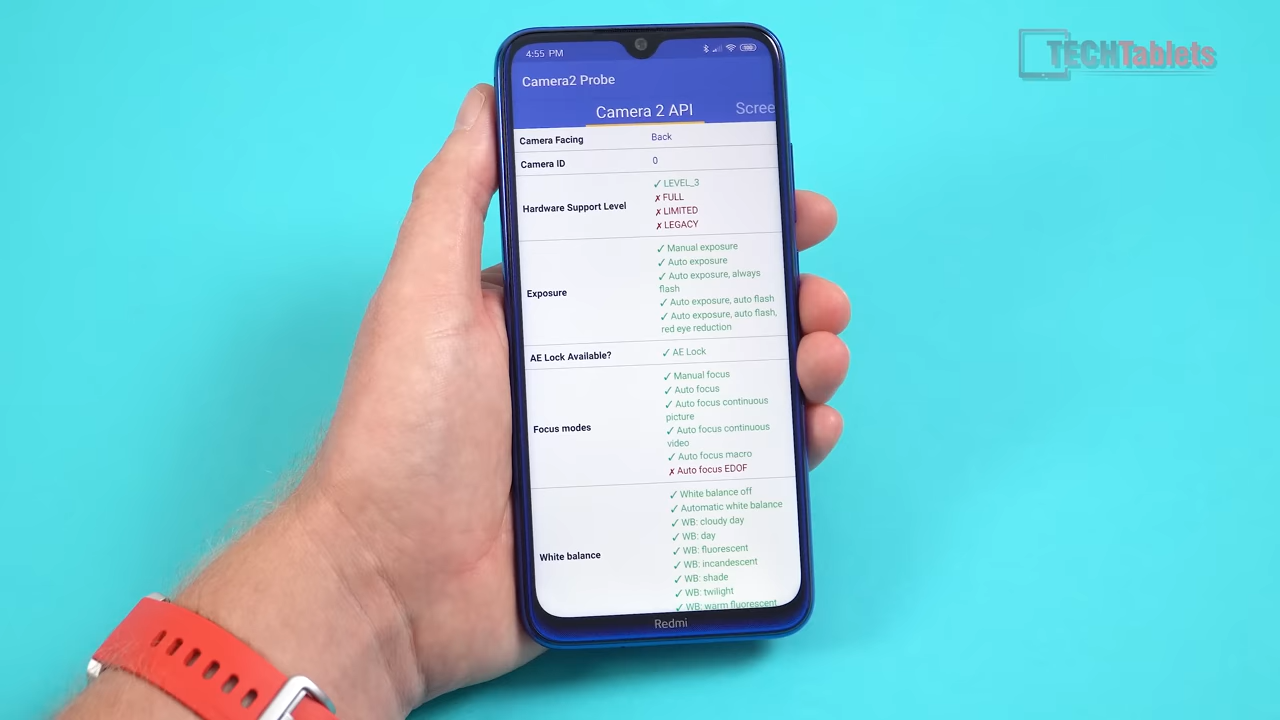 TECHTablets
4:55 PM
Camera2 Probe
Camera 2 API
Scree
Camera Facing
Back
Camera ID
0
Hardware Support Level
✓ LEVEL_3
✗ FULL
✗ LIMITED
✗ LEGACY
Exposure
✓ Manual exposure
✓ Auto exposure
✓ Auto exposure, always
flash
✓ Auto exposure, auto flash
✓ Auto exposure, auto flash,
red eye reduction
AE Lock Available?
✓ AE Lock
Focus modes
✓ Manual focus
✓ Auto focus
✓ Auto focus continuous
picture
✓ Auto focus continuous
video
✓ Auto focus macro
✗ Auto focus EDOF
White balance
✓ White balance off
✓ Automatic white balance
✓ WB: cloudy day
✓ WB: day
✓ WB: fluorescent
✓ WB: incandescent
✓ WB: shade
✓ WB: twilight
✓ WB: warm fluorescent
Redmi